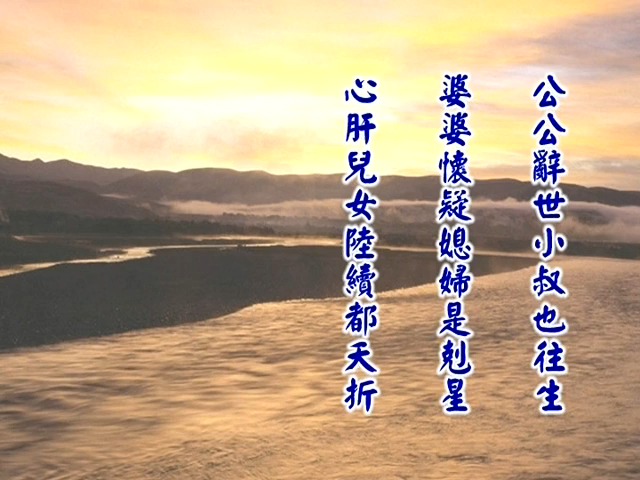 公公辭世小叔也往生
婆婆懷疑媳婦是剋星
心肝兒女陸續都夭折